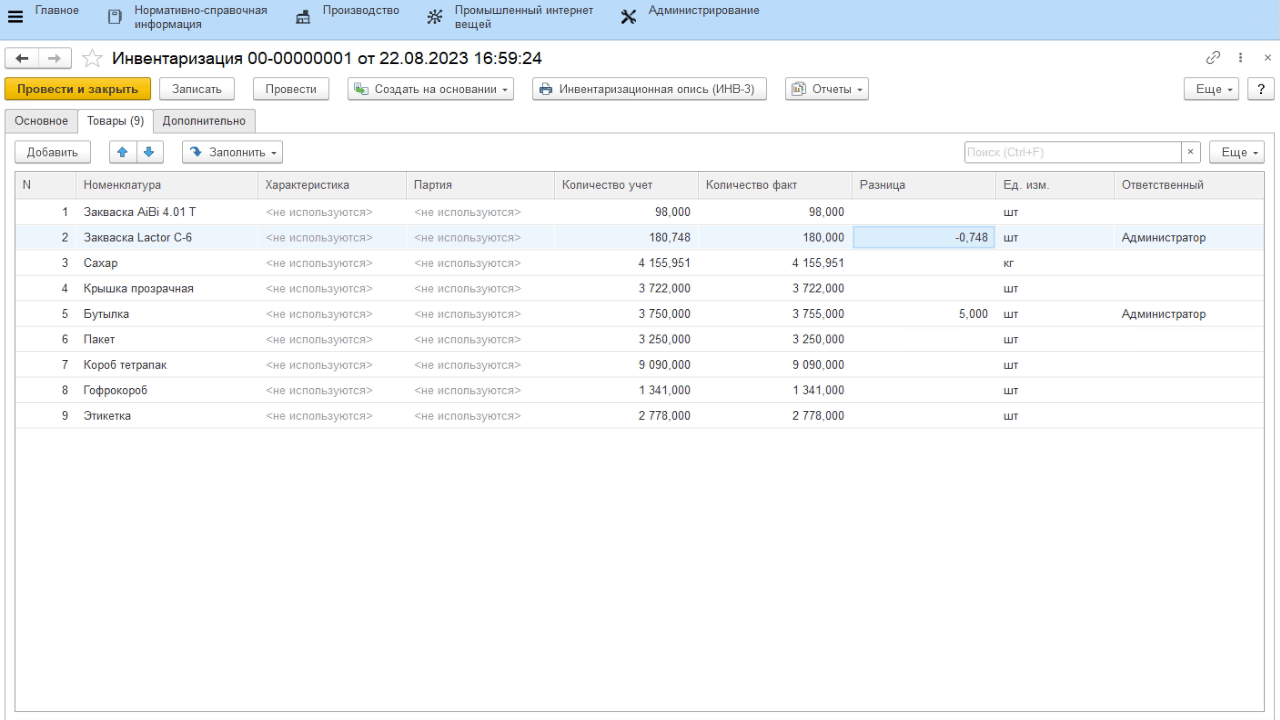 Главное
Нормативно-справочная
информация
Производство
Промышленный интернет
вещей
Администрирование
Инвентаризация 00-00000001 от 22.08.2023 16:59:24
Провести и закрыть Записать Провести Создать на основании Инвентаризационная опись (ИНВ-3) Отчеты Еще ?
Основное Товары (9) Дополнительно
Добавить Заполнить Поиск (Ctrl+F) × Еще
N Номенклатура Характеристика Партия Количество учет Количество факт Разница Ед. изм. Ответственный
1 Закваска AiBi 4.01 Т <не используются> <не используются> 98,000 98,000 шт
2 Закваска Lactor С-6 <не используются> <не используются> 180,748 180,000 -0,748 шт Администратор
3 Сахар <не используются> <не используются> 4 155,951 4 155,951 кг
4 Крышка прозрачная <не используются> <не используются> 3 722,000 3 722,000 шт
5 Бутылка <не используются> <не используются> 3 750,000 3 755,000 5,000 шт Администратор
6 Пакет <не используются> <не используются> 3 250,000 3 250,000 шт
7 Короб тетрапак <не используются> <не используются> 9 090,000 9 090,000 шт
8 Гофрокороб <не используются> <не используются> 1 341,000 1 341,000 шт
9 Этикетка <не используются> <не используются> 2 778,000 2 778,000 шт